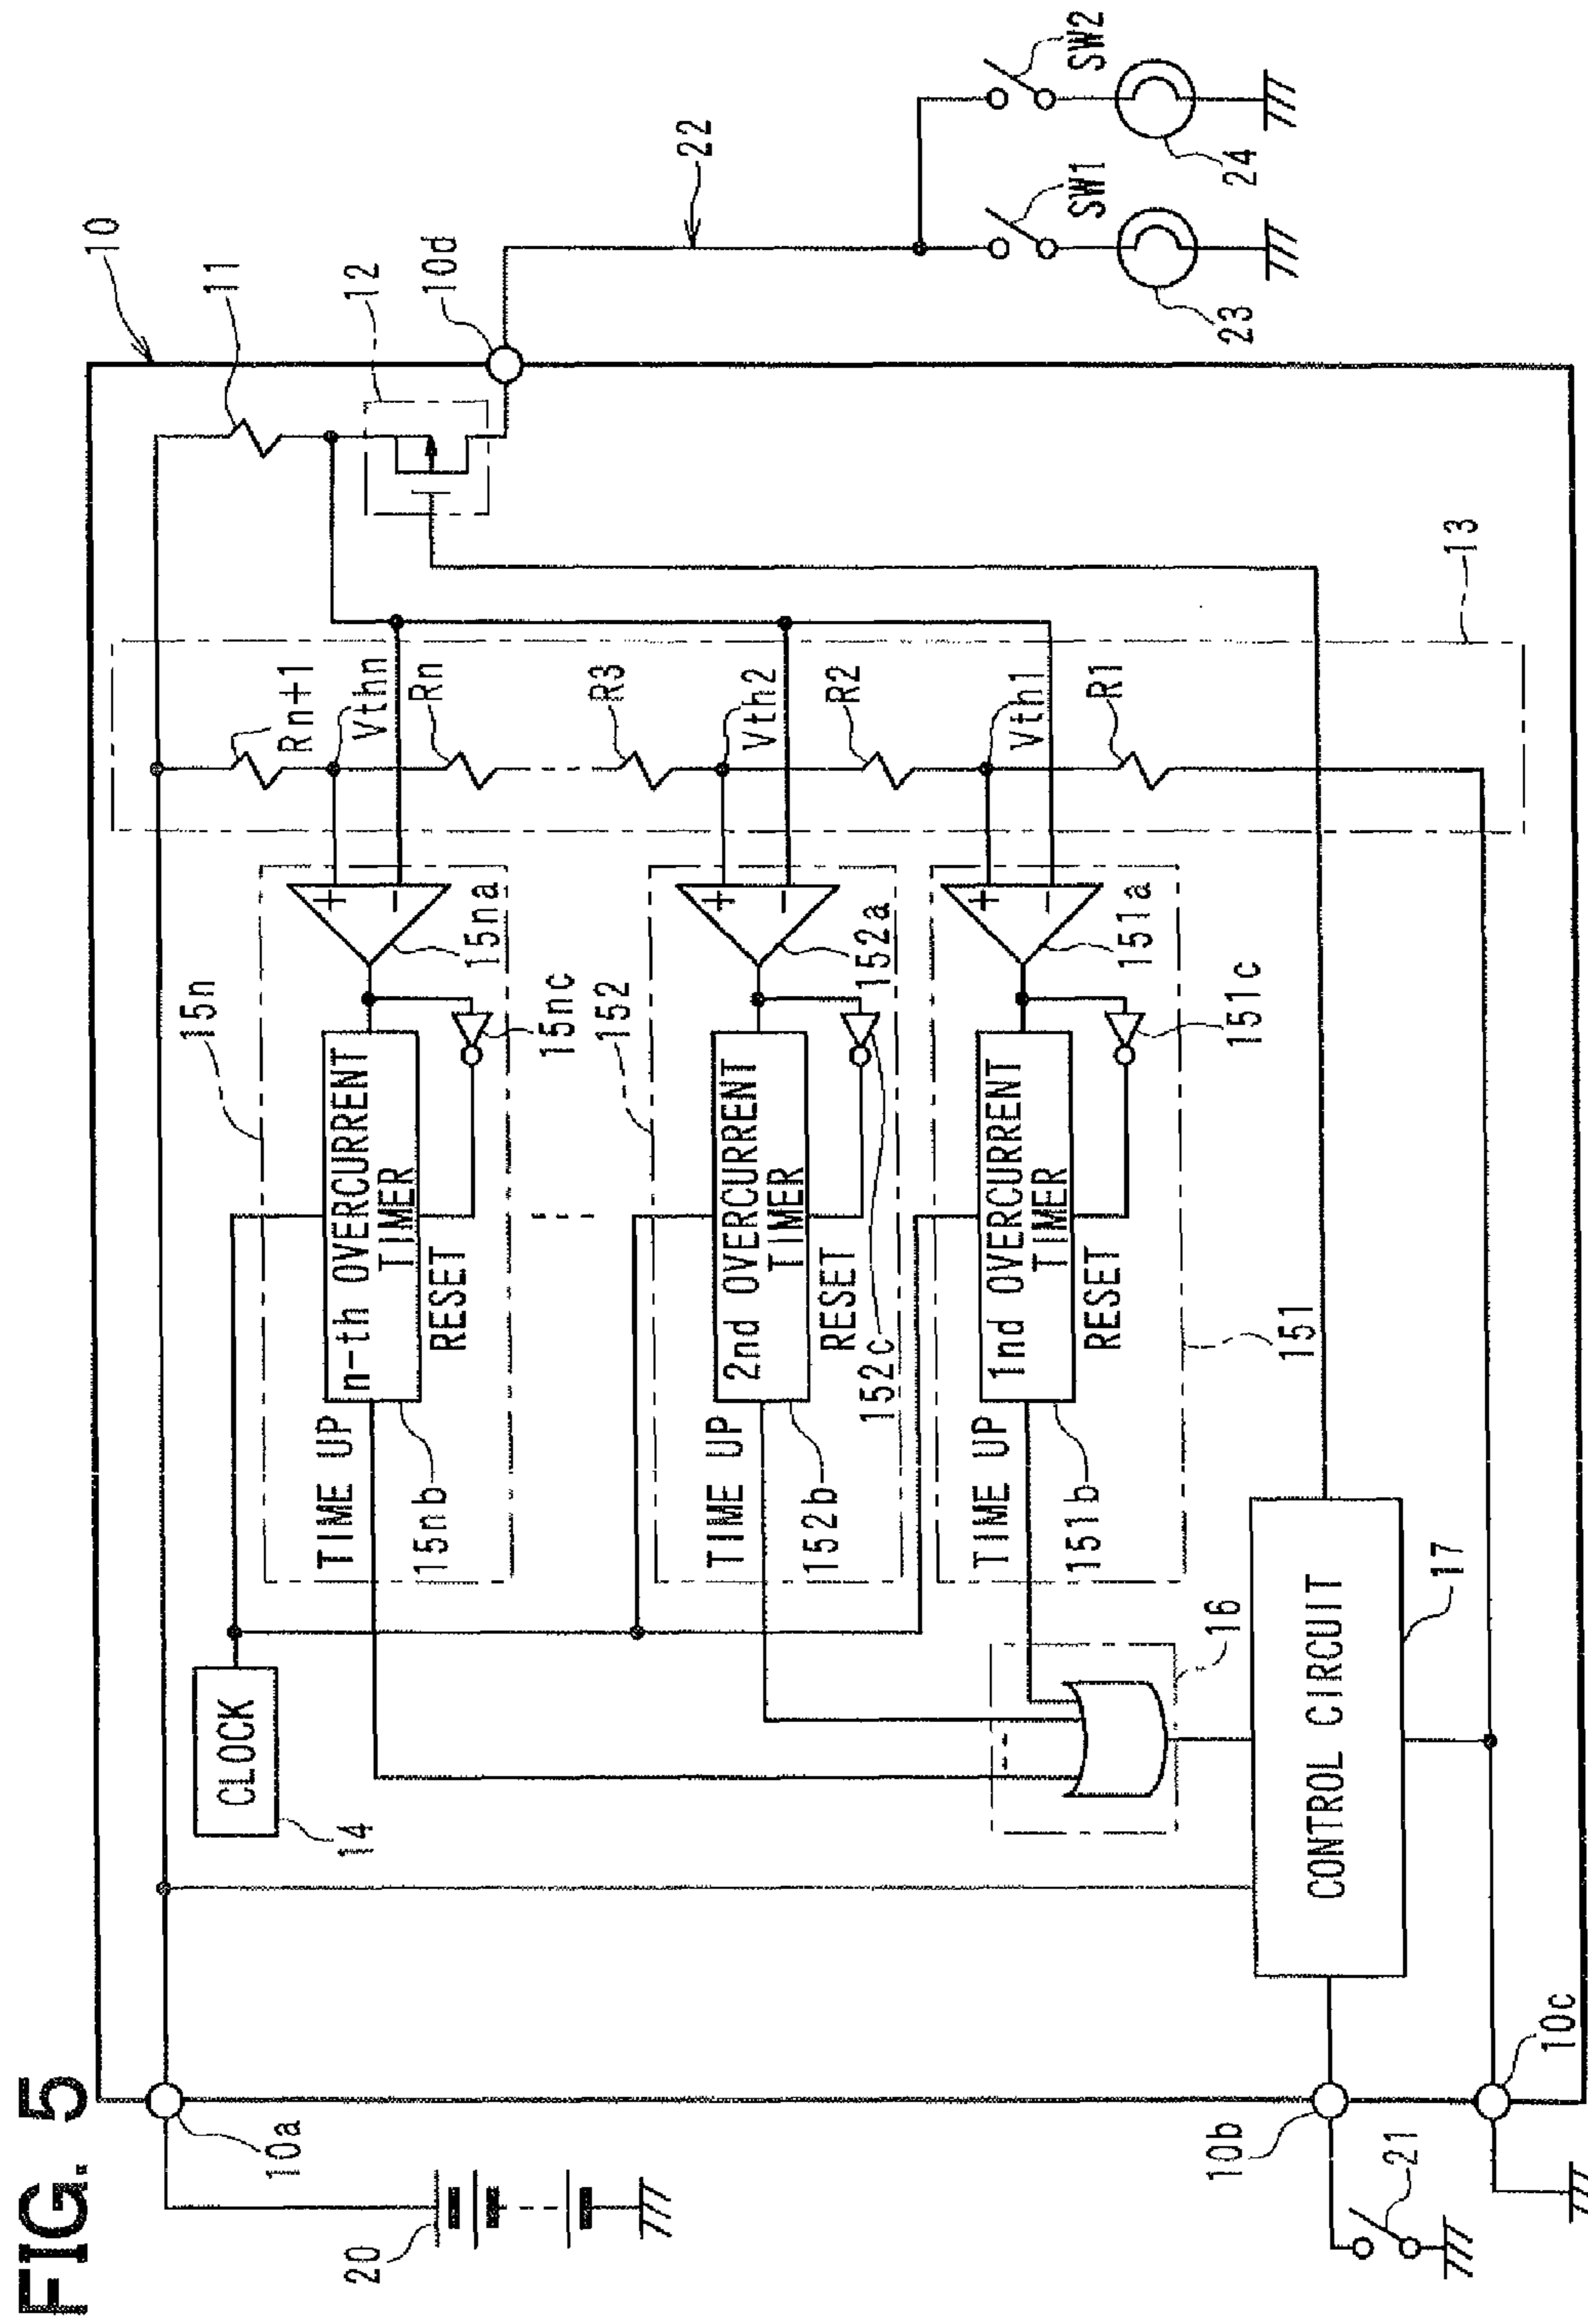 FIG. 5
10
11
12
10d
22
SW1
SW2
23
24
13
Rn+1
Vthn
Rn
R3
Vth2
R2
Vth1
R1
15n
+
−
15na
15nc
n-th OVERCURRENT
TIMER
RESET
TIME UP
15nb
152
+
−
152a
2nd OVERCURRENT
TIMER
RESET
152c
TIME UP
152b
+
−
151a
151c
1nd OVERCURRENT
TIMER
RESET
151
TIME UP
151b
CLOCK
14
16
CONTROL CIRCUIT
17
10a
20
10b
21
10c